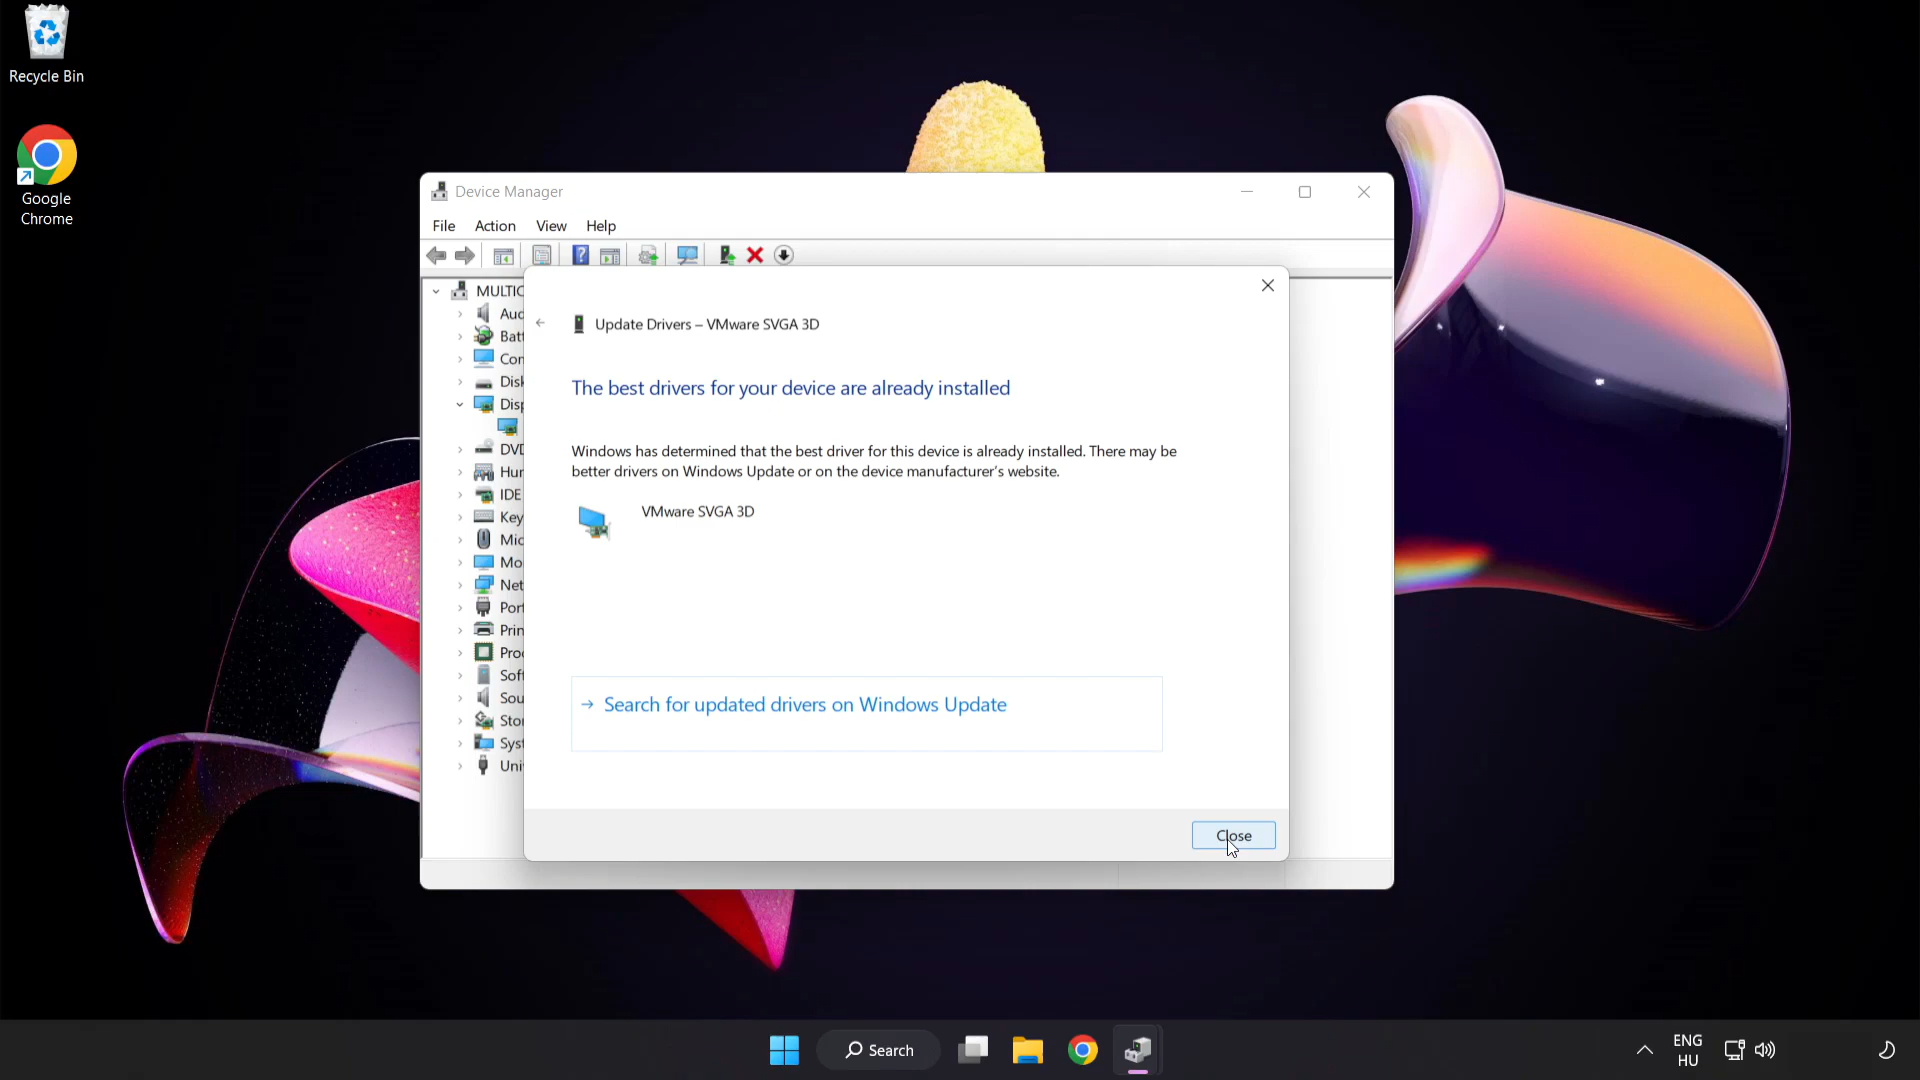 Recycle Bin
Google
Chrome
Device Manager
File Action View Help
MULTIC
Aud
Batt
Con
Disk
Disp
DVD
Hur
IDE
Key
Mic
Mo
Net
Port
Prin
Proc
Soft
Sou
Stor
Syst
Uni
Update Drivers – VMware SVGA 3D
The best drivers for your device are already installed
Windows has determined that the best driver for this device is already installed. There may be
better drivers on Windows Update or on the device manufacturer's website.
VMware SVGA 3D
Search for updated drivers on Windows Update
Close
Search
ENG
HU